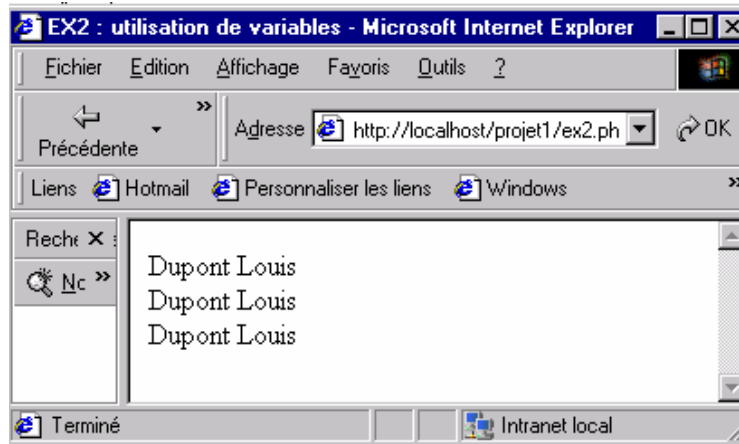 EX2 : utilisation de variables - Microsoft Internet Explorer
Fichier Edition Affichage Favoris Outils ?
Précédente » Adresse http://localhost/projet1/ex2.ph OK
Liens Hotmail Personnaliser les liens Windows »
Reche
Nc »
Dupont Louis
Dupont Louis
Dupont Louis
Terminé Intranet local